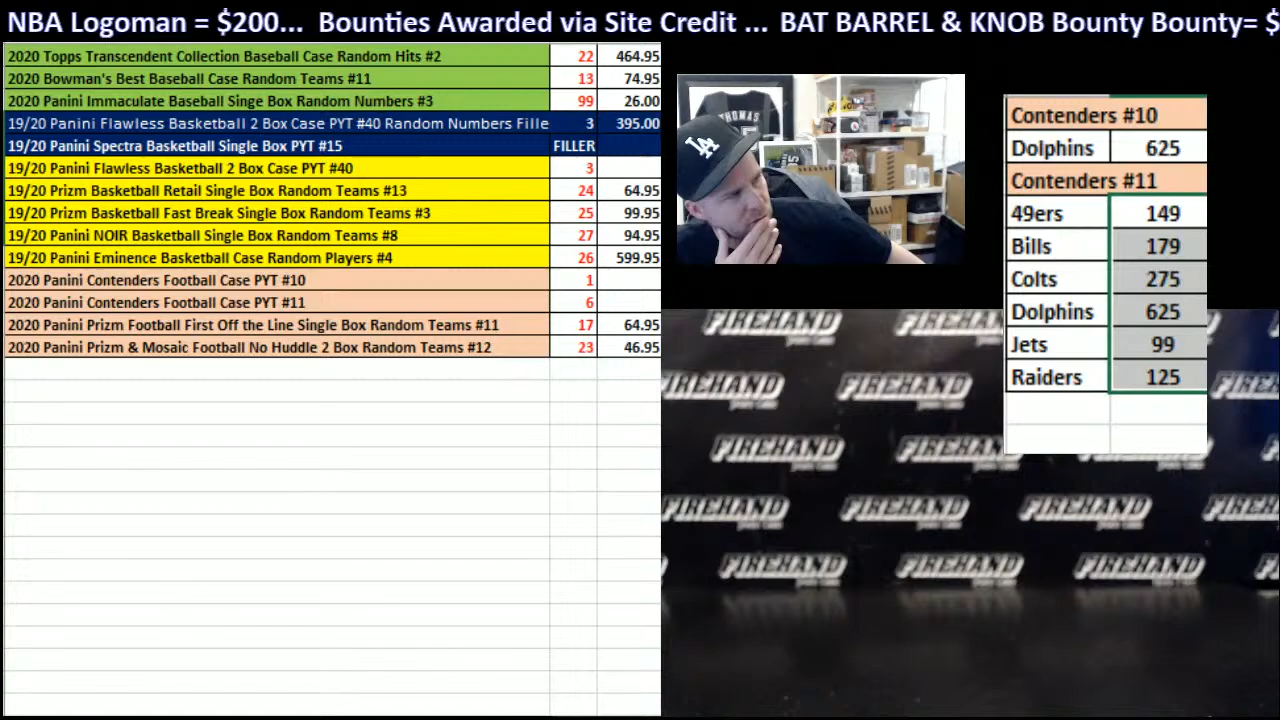 NBA Logoman = $200... Bounties Awarded via Site Credit ... BAT BARREL & KNOB Bounty Bounty= $
2020 Topps Transcendent Collection Baseball Case Random Hits #2 22 464.95
2020 Bowman's Best Baseball Case Random Teams #11 13 74.95
2020 Panini Immaculate Baseball Singe Box Random Numbers #3 99 26.00
19/20 Panini Flawless Basketball 2 Box Case PYT #40 Random Numbers Fille 3 395.00
19/20 Panini Spectra Basketball Single Box PYT #15 FILLER
19/20 Panini Flawless Basketball 2 Box Case PYT #40 3
19/20 Prizm Basketball Retail Single Box Random Teams #13 24 64.95
19/20 Prizm Basketball Fast Break Single Box Random Teams #3 25 99.95
19/20 Panini NOIR Basketball Single Box Random Teams #8 27 94.95
19/20 Panini Eminence Basketball Case Random Players #4 26 599.95
2020 Panini Contenders Football Case PYT #10 1
2020 Panini Contenders Football Case PYT #11 6
2020 Panini Prizm Football First Off the Line Single Box Random Teams #11 17 64.95
2020 Panini Prizm & Mosaic Football No Huddle 2 Box Random Teams #12 23 46.95
THOMAS
LA
Contenders #10
Dolphins 625
Contenders #11
49ers 149
Bills 179
Colts 275
Dolphins 625
Jets 99
Raiders 125
FIREHAND
FIREHAND FIREHAND
FIREHAND
FIREHAND FIREHAND
FIREHAND FIREHAND